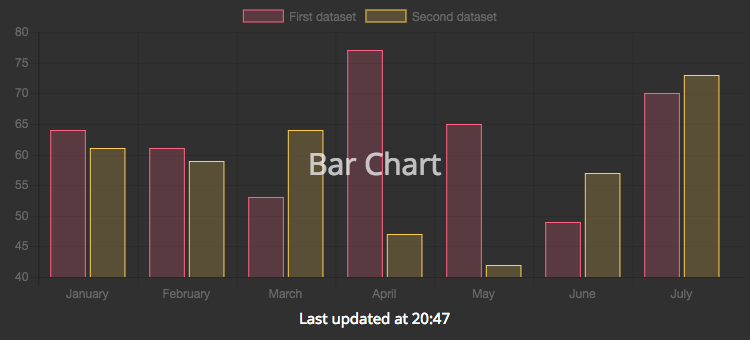 First dataset Second dataset
80
75
70
65
60
55
50
45
40
Bar Chart
January February March April May June July
Last updated at 20:47